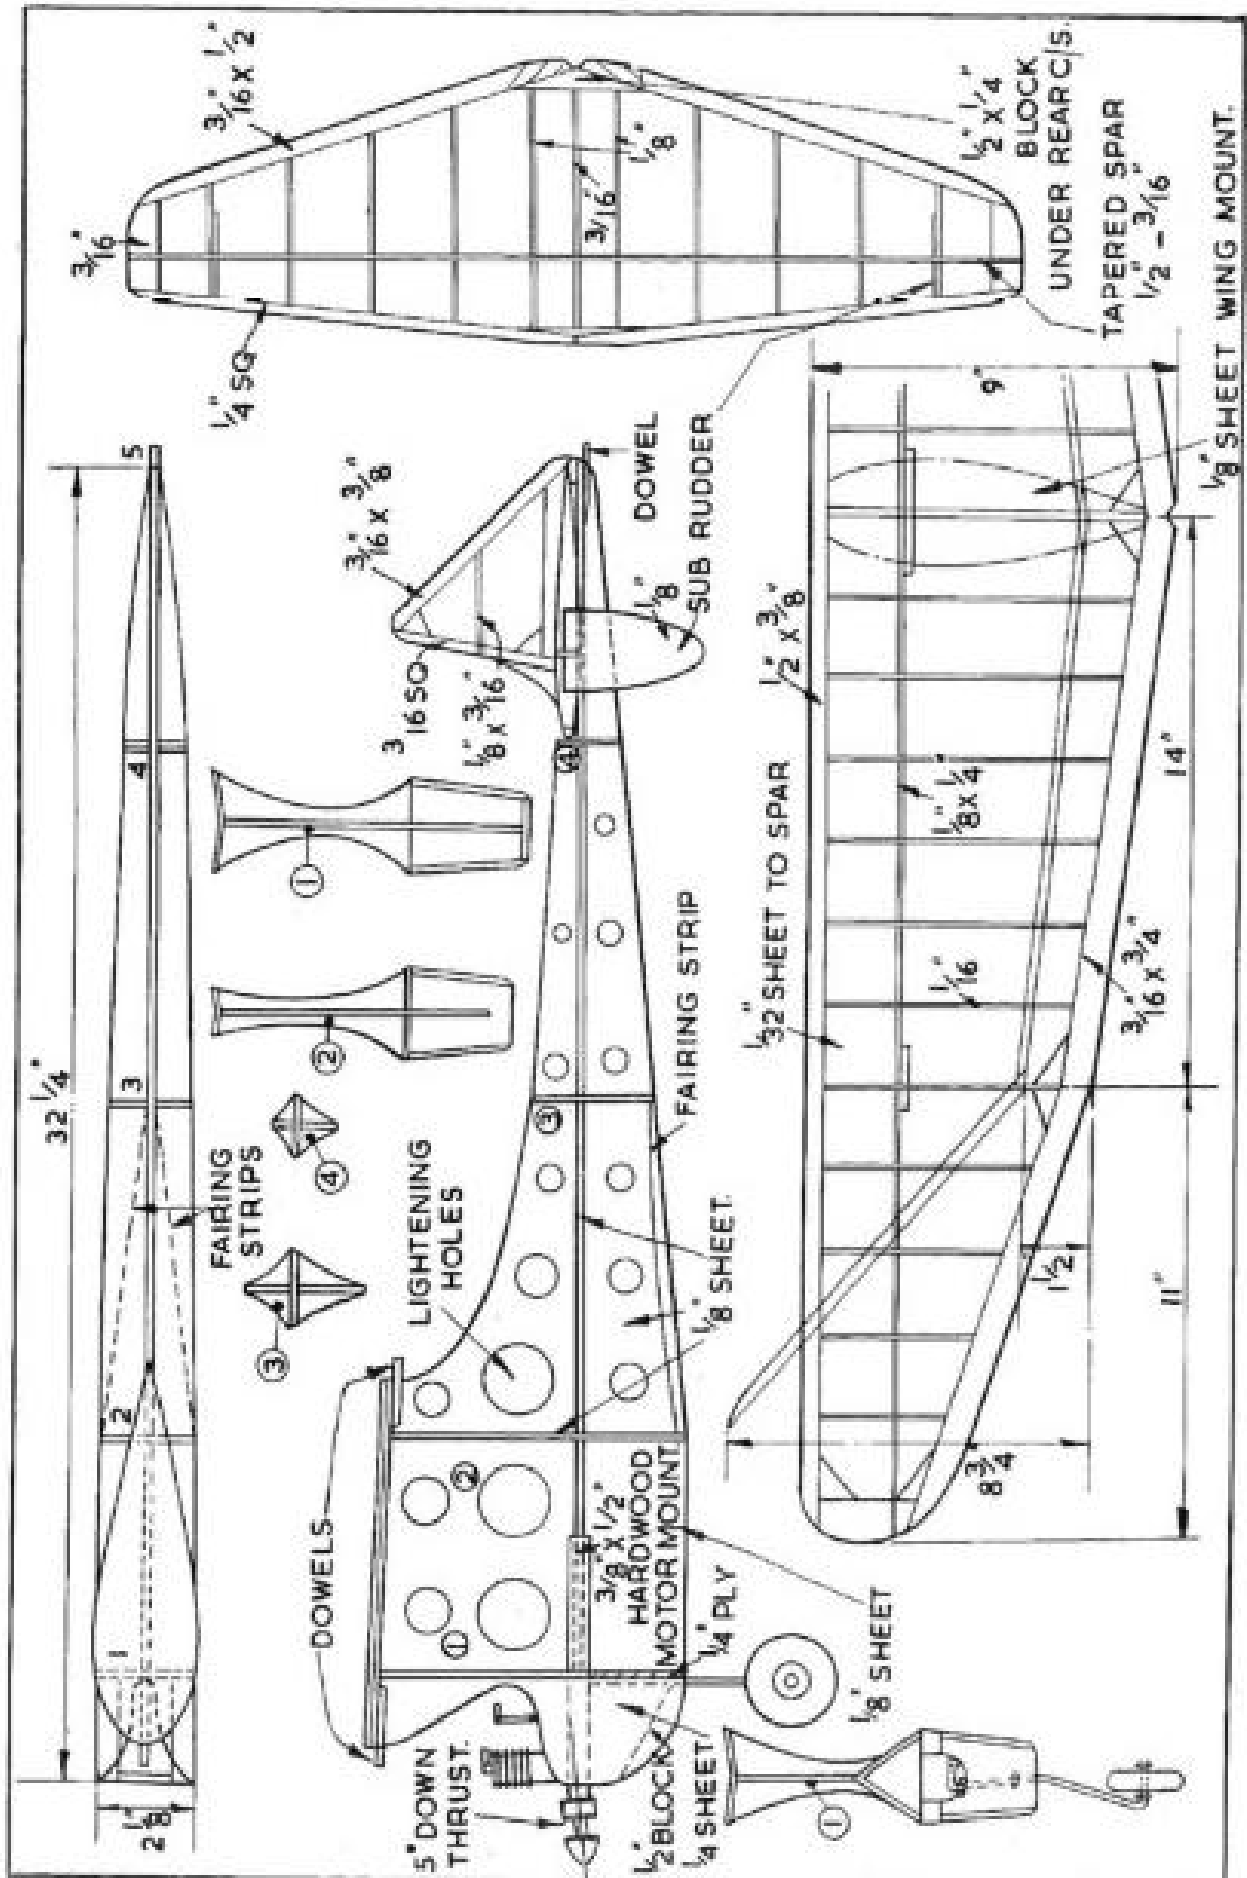 32 1/4"
2 1/8"
1
2
3
4
5
FAIRING
STRIPS
3
4
2
1
DOWELS
LIGHTENING
HOLES
1
2
3
4
5° DOWN
THRUST.
3/8" x 1/2"
HARDWOOD
MOTOR MOUNT
1/4" PLY
1/2" BLOCK
1/4 SHEET
1
1/8" SHEET
1/8" SHEET.
FAIRING STRIP
3 16 SQ
1/8" x 3/16"
3/16" x 3/8"
DOWEL
1/8"
SUB RUDDER
1/4" SQ
3/16"
3/16" x 1/2"
1/8"
3/16"
1/2" x 1/4"
BLOCK
UNDER REAR C/S.
TAPERED SPAR
1/2" - 3/16"
1/8" SHEET WING MOUNT.
9"
1/2" x 3/8"
1/32" SHEET TO SPAR
1/8" x 1/4"
1/16"
3/16" x 3/4"
14"
11"
1/2
8 3/4